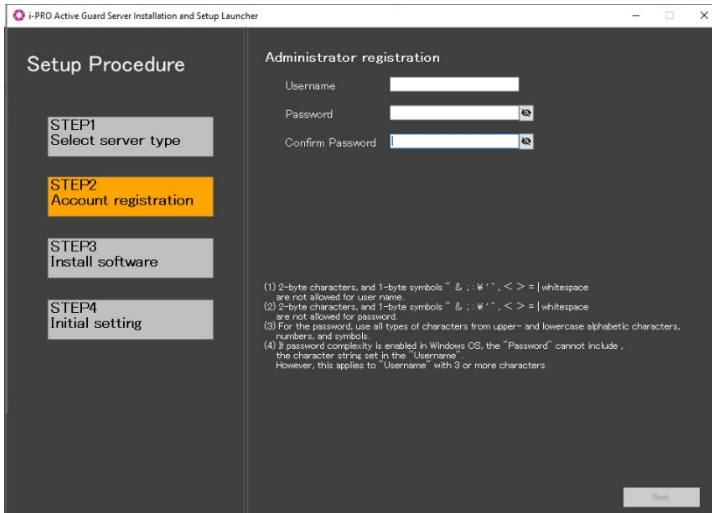 i-PRO Active Guard Server Installation and Setup Launcher
Setup Procedure
STEP1
Select server type
STEP2
Account registration
STEP3
Install software
STEP4
Initial setting
Administrator registration
Username
Password
Confirm Password
(1) 2-byte characters, and 1-byte symbols " & ; : ¥ ' ^ , < > = | whitespace
are not allowed for user name.
(2) 2-byte characters, and 1-byte symbols " & ; : ¥ ' ^ , < > = | whitespace
are not allowed for password.
(3) For the password, use all types of characters from upper- and lowercase alphabetic characters,
numbers, and symbols.
(4) If password complexity is enabled in Windows OS, the "Password" cannot include ,
the character string set in the "Username".
However, this applies to "Username" with 3 or more characters.
Next